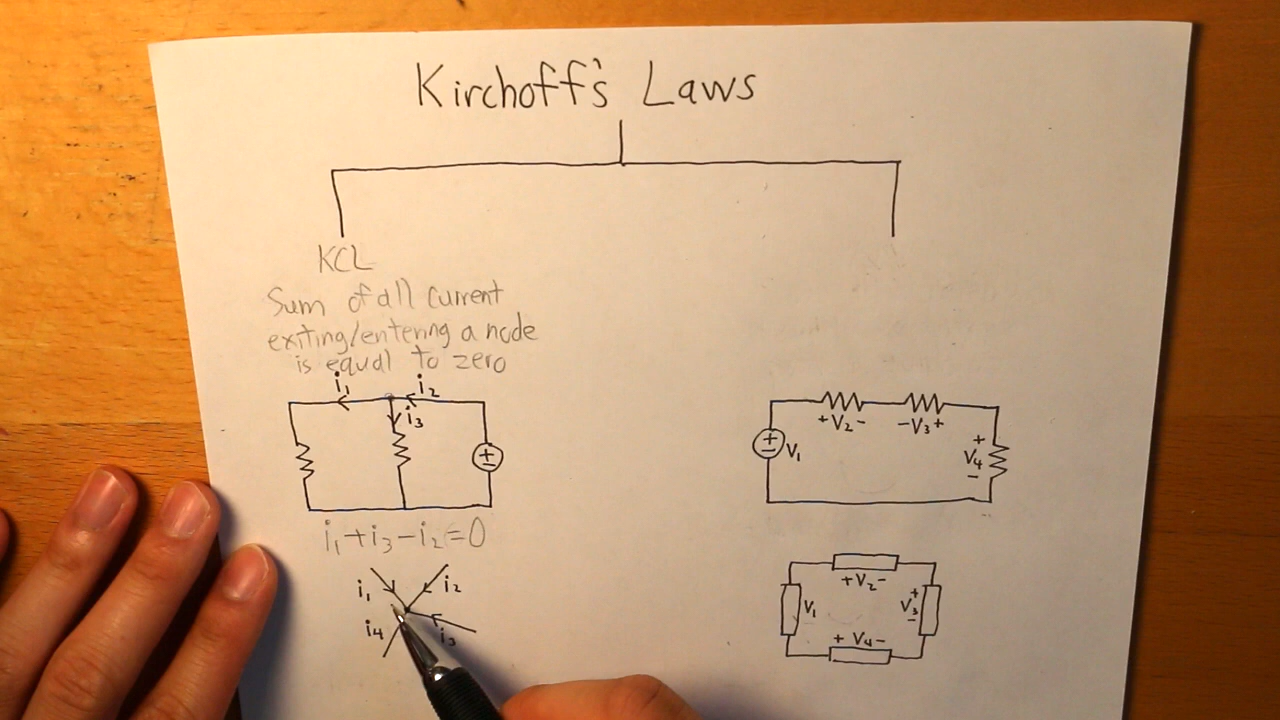 Kirchoff's Laws
KCL
Sum of all current
exiting/entering a node
is equal to zero
i₁ i₂
i₃
+
−
i₁+i₃−i₂=0
i₁ i₂
i₄ i₃
+V₂− −V₃+
+
−
V₁
+
V₄
−
+V₂−
V₁
+
V₃
−
+ V₄ −